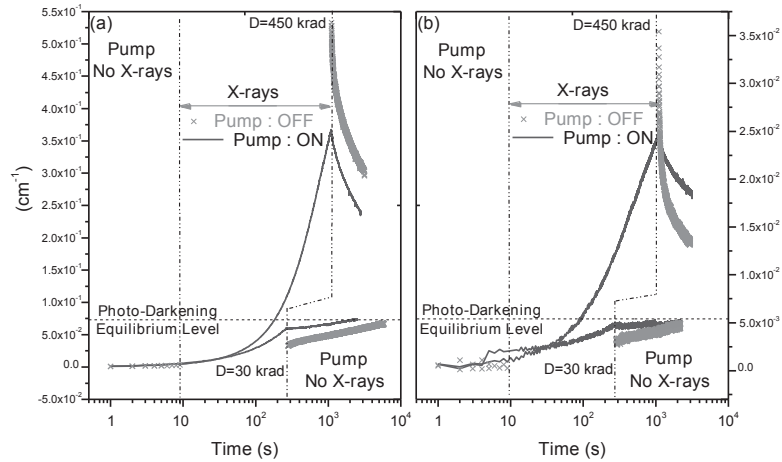 (a)
D=450 krad
Pump
No X-rays
X-rays
Pump : OFF
Pump : ON
Photo-Darkening
Equilibrium Level
D=30 krad
Pump
No X-rays
5.5x10⁻¹
5.0x10⁻¹
4.5x10⁻¹
4.0x10⁻¹
3.5x10⁻¹
3.0x10⁻¹
2.5x10⁻¹
2.0x10⁻¹
1.5x10⁻¹
1.0x10⁻¹
5.0x10⁻²
0.0
-5.0x10⁻²
(cm⁻¹)
1
10
10²
10³
10⁴
Time (s)
(b)
D=450 krad
Pump
No X-rays
X-rays
Pump : OFF
Pump : ON
Photo-Darkening
Equilibrium Level
D=30 krad
Pump
No X-rays
3.5x10⁻²
3.0x10⁻²
2.5x10⁻²
2.0x10⁻²
1.5x10⁻²
1.0x10⁻²
5.0x10⁻³
0.0
1
10
10²
10³
10⁴
Time (s)